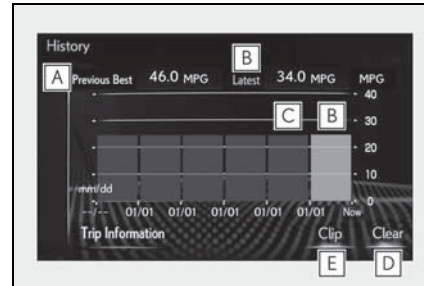 History
A Previous Best 46.0 MPG B Latest 34.0 MPG MPG
40
C B
30
20
10
mm/dd
0
--/-- 01/01 01/01 01/01 01/01 01/01 Now
Trip Information Clip Clear
E D